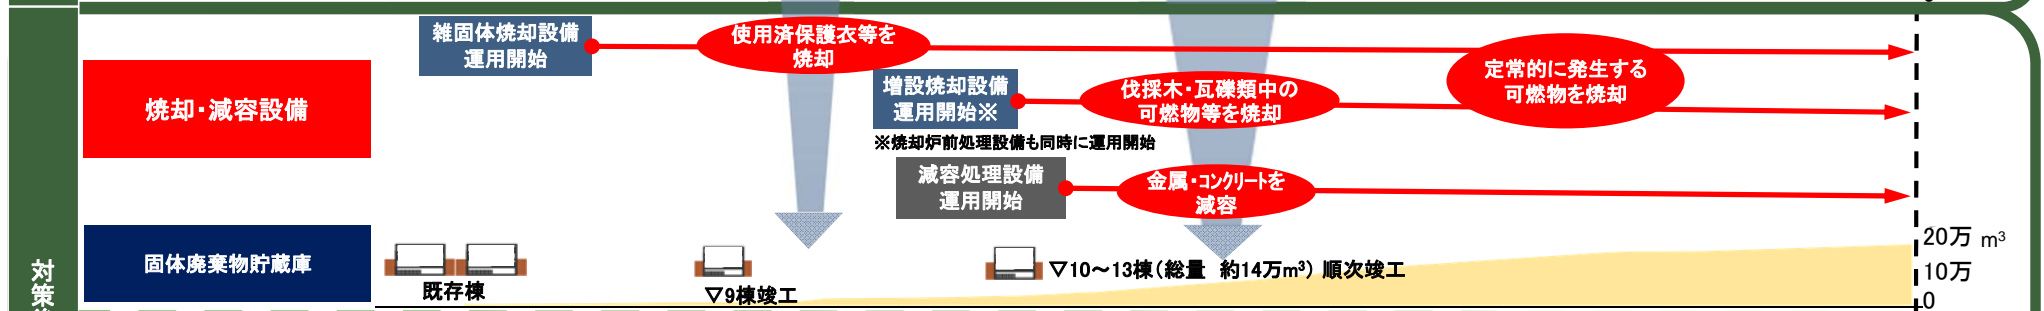 雑固体焼却設備
運用開始
使用済保護衣等を
焼却
定常的に発生する
可燃物を焼却
焼却・減容設備
増設焼却設備
運用開始※
伐採木・瓦礫類中の
可燃物等を焼却
※焼却炉前処理設備も同時に運用開始
減容処理設備
運用開始
金属・コンクリートを
減容
対策
固体廃棄物貯蔵庫
既存棟
▽9棟竣工
▽10～13棟(総量 約14万m³) 順次竣工
20万 m³
10万
0